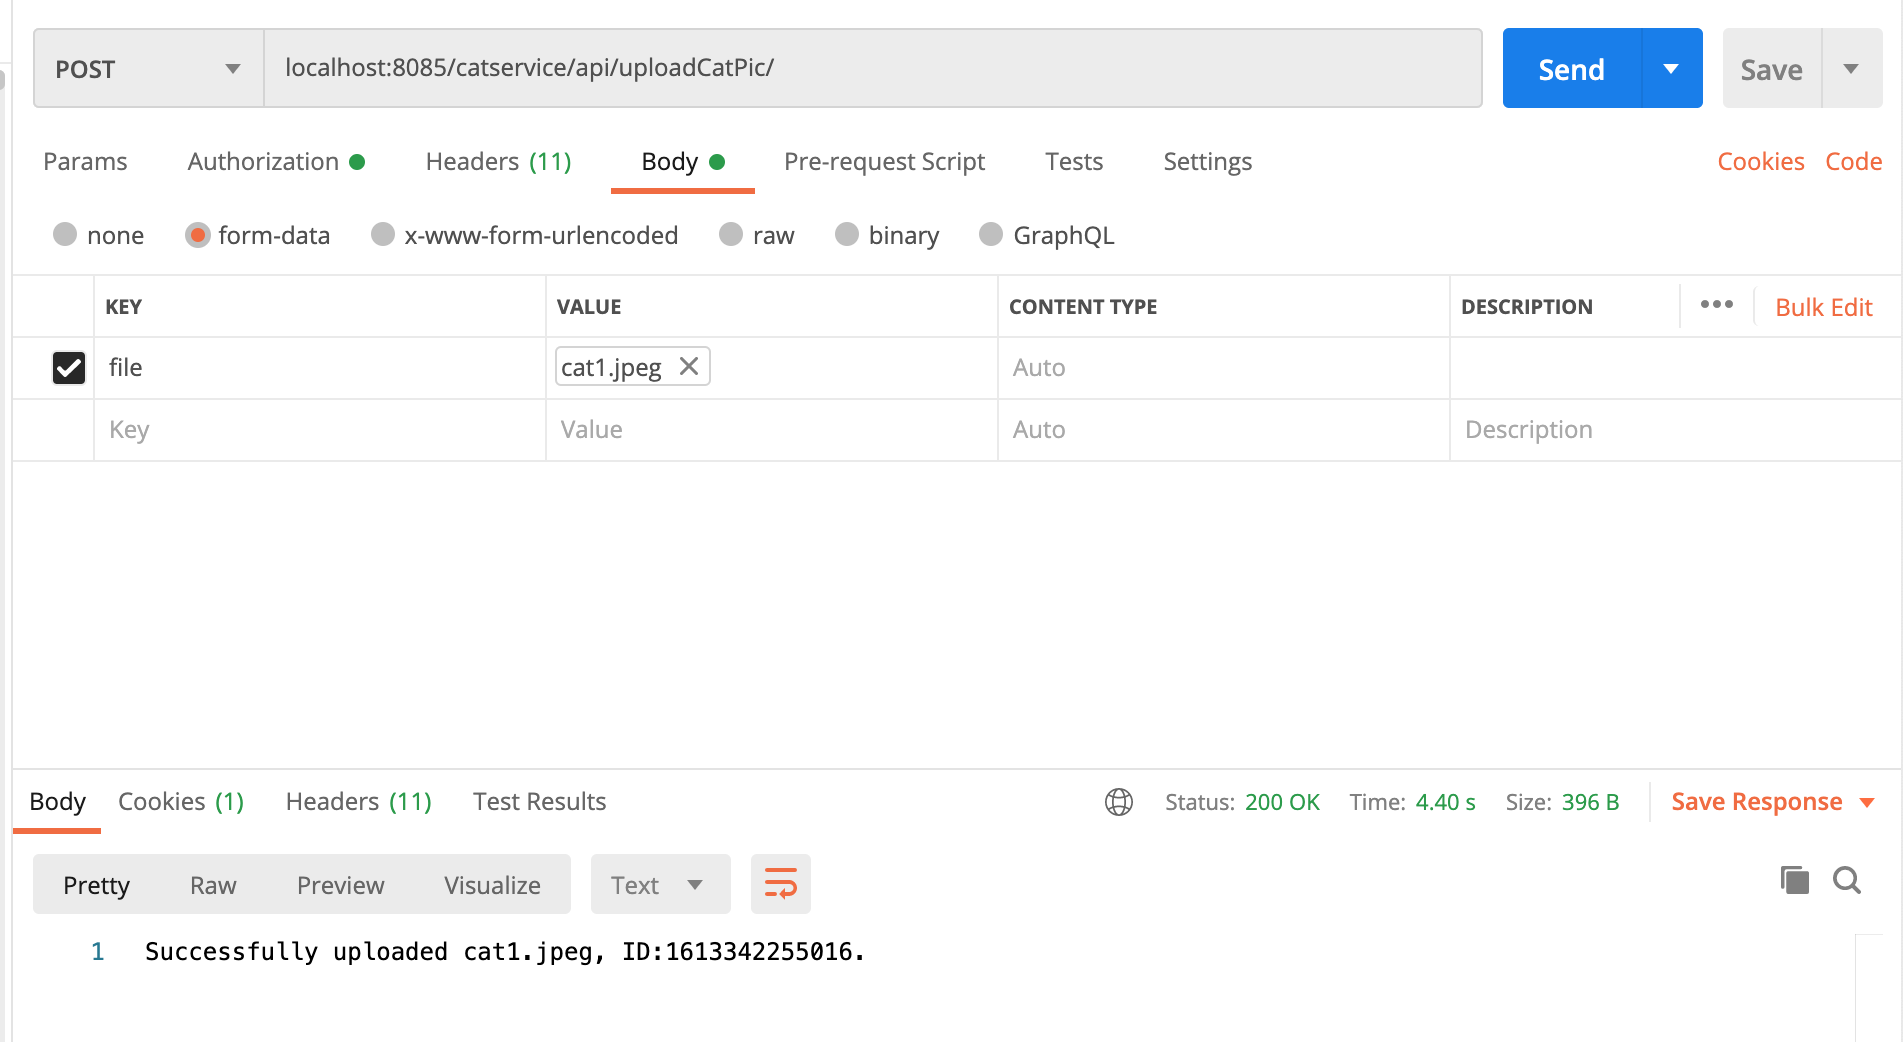 POST localhost:8085/catservice/api/uploadCatPic/ Send Save
Params Authorization Headers (11) Body Pre-request Script Tests Settings Cookies Code
none form-data x-www-form-urlencoded raw binary GraphQL
KEY VALUE CONTENT TYPE DESCRIPTION ••• Bulk Edit
file cat1.jpeg Auto
Key Value Auto Description
Body Cookies (1) Headers (11) Test Results Status: 200 OK Time: 4.40 s Size: 396 B Save Response
Pretty Raw Preview Visualize Text
1 Successfully uploaded cat1.jpeg, ID:1613342255016.